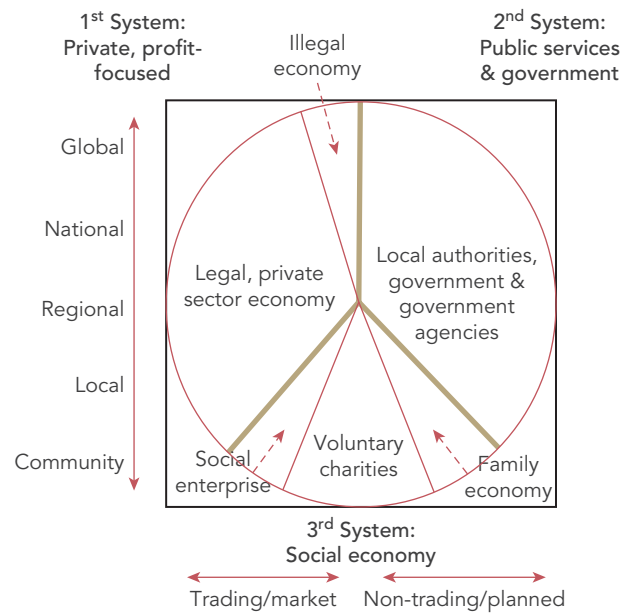 1st System:
Private, profit-
focused
Illegal
economy
2nd System:
Public services
& government
Global
National
Regional
Local
Community
Legal, private
sector economy
Local authorities,
government &
government
agencies
Social
enterprise
Voluntary
charities
Family
economy
3rd System:
Social economy
Trading/market
Non-trading/planned